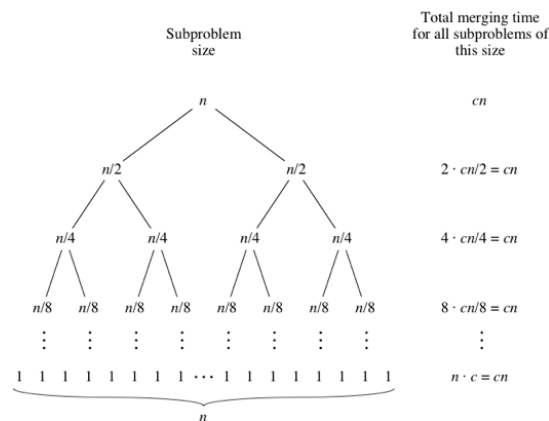 Subproblem
size
Total merging time
for all subproblems of
this size
n
cn
n/2 n/2
2 · cn/2 = cn
n/4 n/4 n/4 n/4
4 · cn/4 = cn
n/8 n/8 n/8 n/8 n/8 n/8 n/8 n/8
8 · cn/8 = cn
⋮ ⋮ ⋮ ⋮ ⋮ ⋮ ⋮ ⋮
⋮
1 1 1 1 1 1 1 1 ··· 1 1 1 1 1 1 1 1
n · c = cn
n